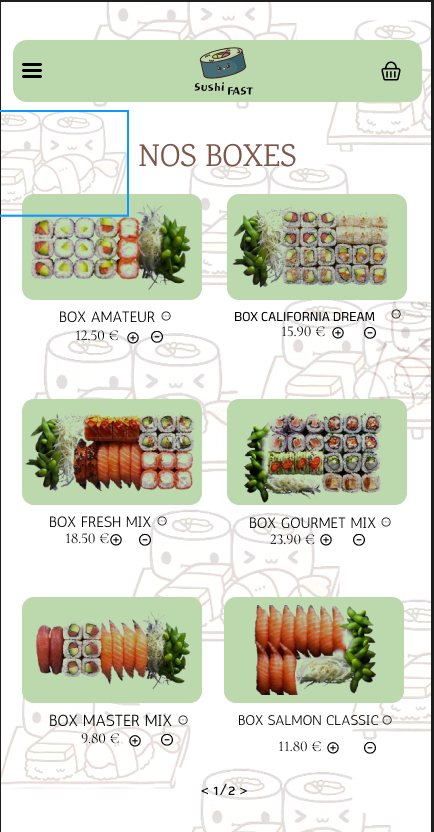 Sushi FAST
NOS BOXES
BOX AMATEUR
12.50 €
BOX CALIFORNIA DREAM
15.90 €
BOX FRESH MIX
18.50 €
BOX GOURMET MIX
23.90 €
BOX MASTER MIX
9.80 €
BOX SALMON CLASSIC
11.80 €
< 1/2 >